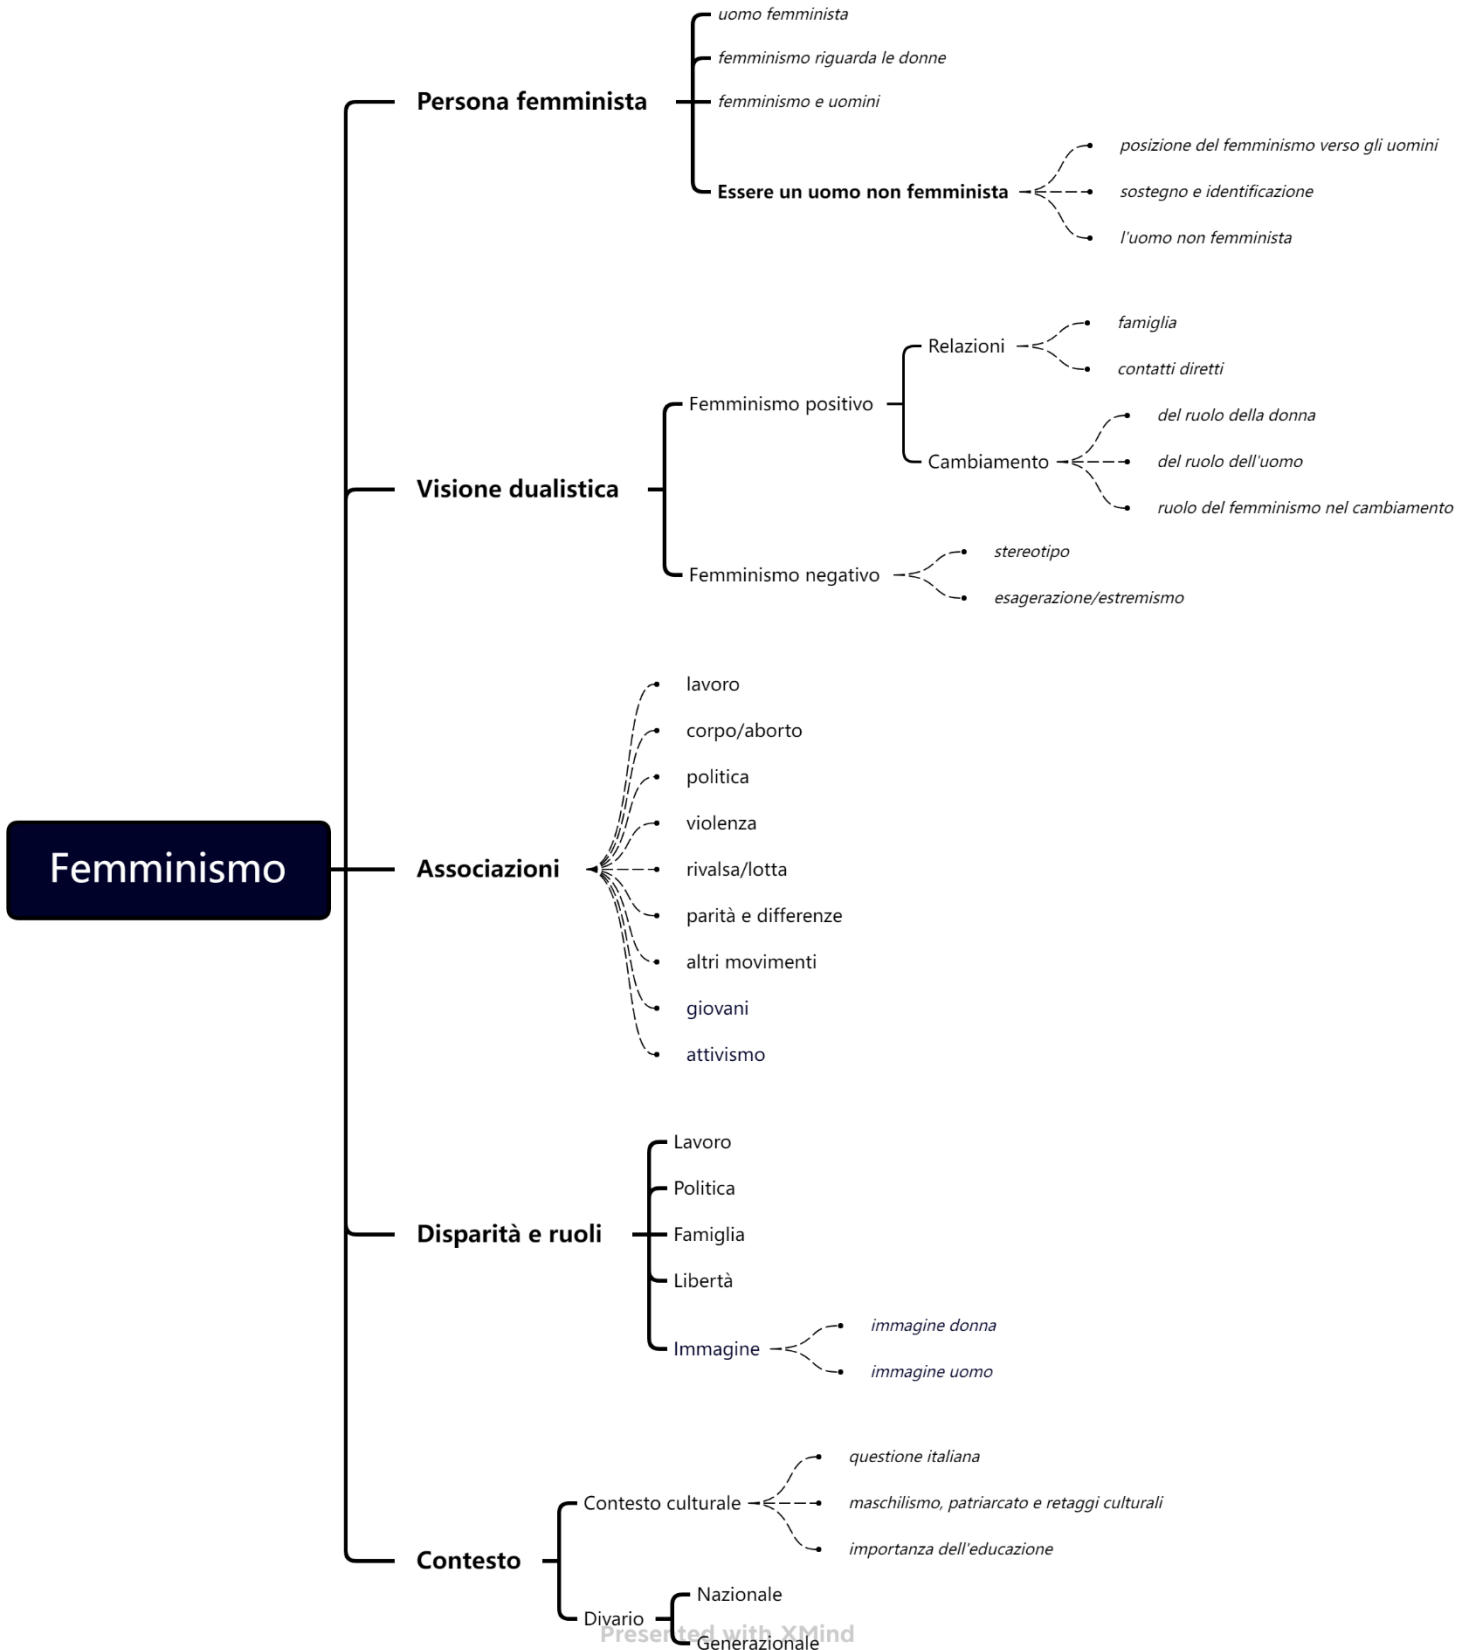 uomo femminista
femminismo riguarda le donne
Persona femminista
femminismo e uomini
posizione del femminismo verso gli uomini
Essere un uomo non femminista
sostegno e identificazione
l'uomo non femminista
famiglia
Relazioni
contatti diretti
Femminismo positivo
del ruolo della donna
Cambiamento
del ruolo dell'uomo
ruolo del femminismo nel cambiamento
Visione dualistica
stereotipo
Femminismo negativo
esagerazione/estremismo
lavoro
corpo/aborto
politica
violenza
Femminismo
Associazioni
rivalsa/lotta
parità e differenze
altri movimenti
giovani
attivismo
Lavoro
Politica
Disparità e ruoli
Famiglia
Libertà
immagine donna
Immagine
immagine uomo
questione italiana
Contesto culturale
maschilismo, patriarcato e retaggi culturali
importanza dell'educazione
Contesto
Nazionale
Divario
Generazionale
Presented with XMind